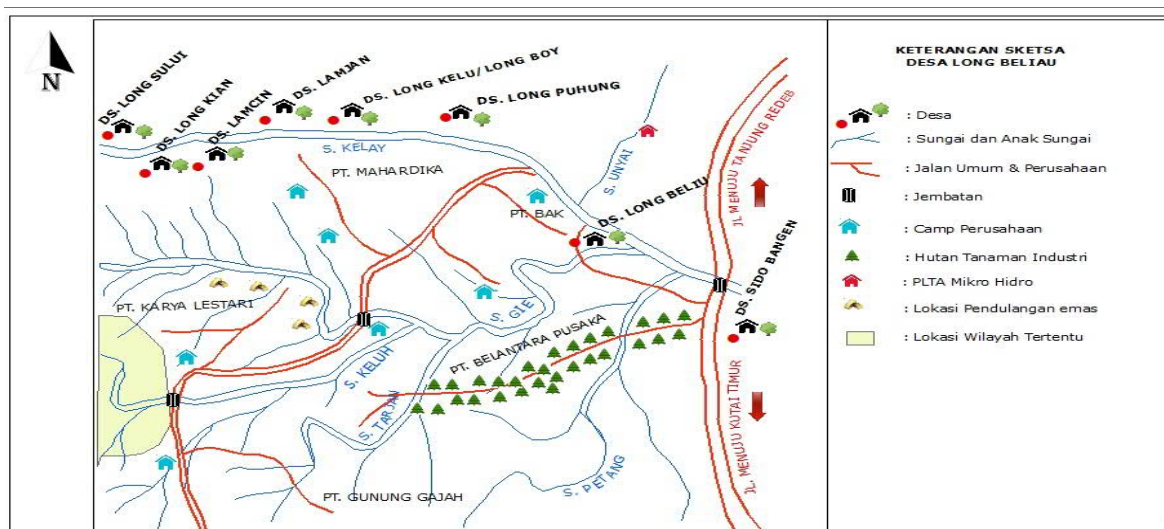 N
DS. LONG SULUI
DS. LONG KIAN
DS. LAMCIN
DS. LAMJAN
DS. LONG KELU/ LONG BOY
DS. LONG PUHUNG
S. KELAY
PT. MAHARDIKA
S. UNYAI
JL. MENUJU TANJUNG REDEB
PT. BAK
DS. LONG BELIU
DS. SIDO BANGEN
PT. KARYA LESTARI
S. GIE
PT. BELANTARA PUSAKA
S. KELUH
S. TARJAN
JL. MENUJU KUTAI TIMUR
S. PETANG
PT. GUNUNG GAJAH
KETERANGAN SKETSA
DESA LONG BELIAU
: Desa
: Sungai dan Anak Sungai
: Jalan Umum & Perusahaan
: Jembatan
: Camp Perusahaan
: Hutan Tanaman Industri
: PLTA Mikro Hidro
: Lokasi Pendulangan emas
: Lokasi Wilayah Tertentu